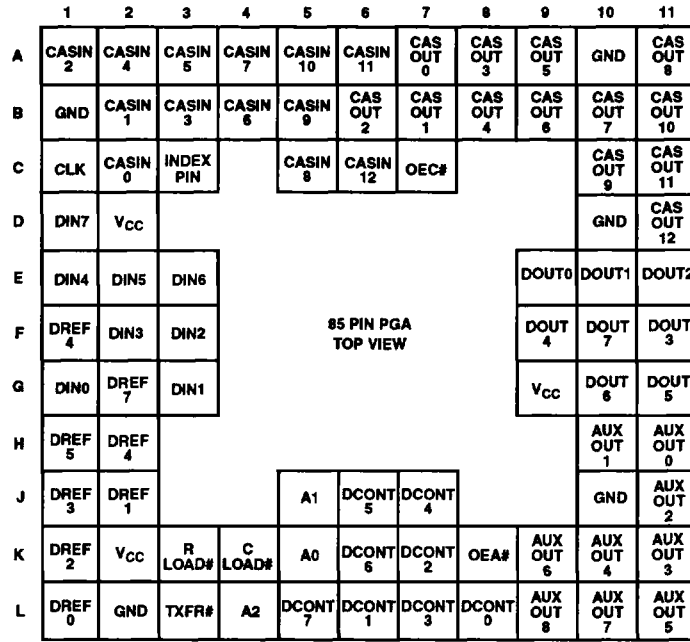 1 2 3 4 5 6 7 8 9 10 11
A CASIN 2 CASIN 4 CASIN 5 CASIN 7 CASIN 10 CASIN 11 CAS OUT 0 CAS OUT 3 CAS OUT 5 GND CAS OUT 8
B GND CASIN 1 CASIN 3 CASIN 6 CASIN 9 CAS OUT 2 CAS OUT 1 CAS OUT 4 CAS OUT 6 CAS OUT 7 CAS OUT 10
C CLK CASIN 0 INDEX PIN CASIN 8 CASIN 12 OEC# CAS OUT 9 CAS OUT 11
D DIN7 VCC GND CAS OUT 12
E DIN4 DIN5 DIN6 DOUT0 DOUT1 DOUT2
F DREF 4 DIN3 DIN2 85 PIN PGA DOUT 4 DOUT 7 DOUT 3
TOP VIEW
G DIN0 DREF 7 DIN1 VCC DOUT 6 DOUT 5
H DREF 5 DREF 4 AUX OUT 1 AUX OUT 0
J DREF 3 DREF 1 A1 DCONT 5 DCONT 4 GND AUX OUT 2
K DREF 2 VCC R LOAD# C LOAD# A0 DCONT 6 DCONT 2 OEA# AUX OUT 6 AUX OUT 4 AUX OUT 3
L DREF 0 GND TXFR# A2 DCONT 7 DCONT 1 DCONT 3 DCONT 0 AUX OUT 8 AUX OUT 7 AUX OUT 5